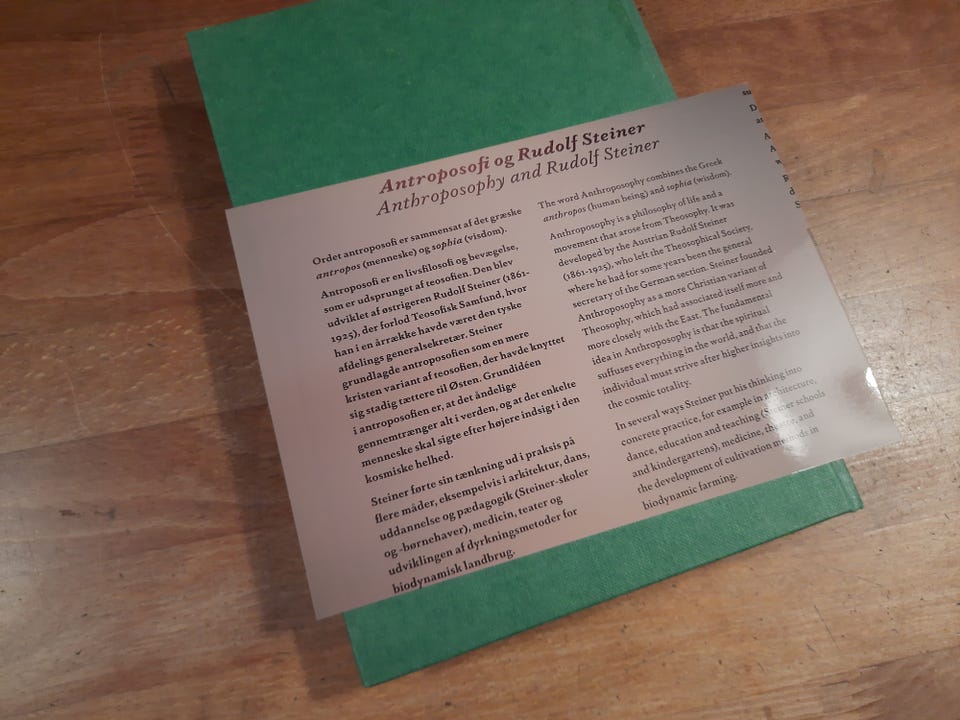 Antroposofi og Rudolf Steiner
Anthroposophy and Rudolf Steiner
Ordet antroposofi er sammensat af det græske
antropos (menneske) og sophia (visdom).
Antroposofi er en livsfilosofi og bevægelse,
som er udsprunget af teosofien. Den blev
udviklet af østrigeren Rudolf Steiner (1861-
1925), der forlod Teosofisk Samfund, hvor
han i en årrække havde været den tyske
afdelings generalsekretær. Steiner
grundlagde antroposofien som en mere
kristen variant af teosofien, der havde knyttet
sig stadig tættere til Østen. Grundidéen
i antroposofien er, at det åndelige
gennemtrænger alt i verden, og at det enkelte
menneske skal sigte efter højere indsigt i den
kosmiske helhed.
Steiner førte sin tænkning ud i praksis på
flere måder, eksempelvis i arkitektur, dans,
uddannelse og pædagogik (Steiner-skoler
og -børnehaver), medicin, teater og
udviklingen af dyrkningsmetoder for
biodynamisk landbrug.
The word Anthroposophy combines the Greek
anthropos (human being) and sophia (wisdom).
Anthroposophy is a philosophy of life and a
movement that arose from Theosophy. It was
developed by the Austrian Rudolf Steiner
(1861-1925), who left the Theosophical Society,
where he had for some years been the general
secretary of the German section. Steiner founded
Anthroposophy as a more Christian variant of
Theosophy, which had associated itself more and
more closely with the East. The fundamental
idea in Anthroposophy is that the spiritual
suffuses everything in the world, and that the
individual must strive after higher insights into
the cosmic totality.
In several ways Steiner put his thinking into
concrete practice, for example in architecture,
dance, education and teaching (Steiner schools
and kindergartens), medicine, theatre, and
the development of cultivation methods in
biodynamic farming.